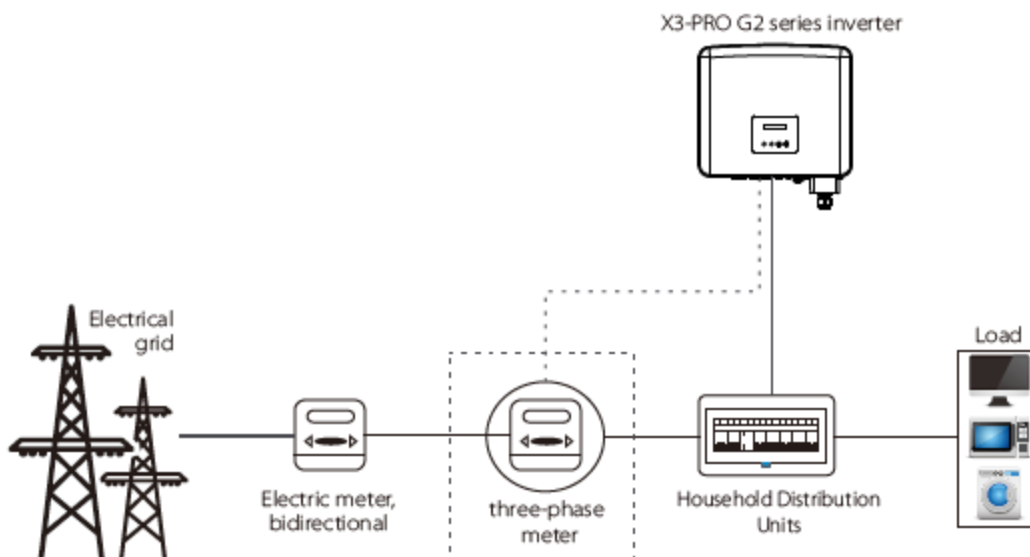 X3-PRO G2 series inverter
Electrical
grid
Load
Electric meter,
bidirectional
three-phase
meter
Household Distribution
Units